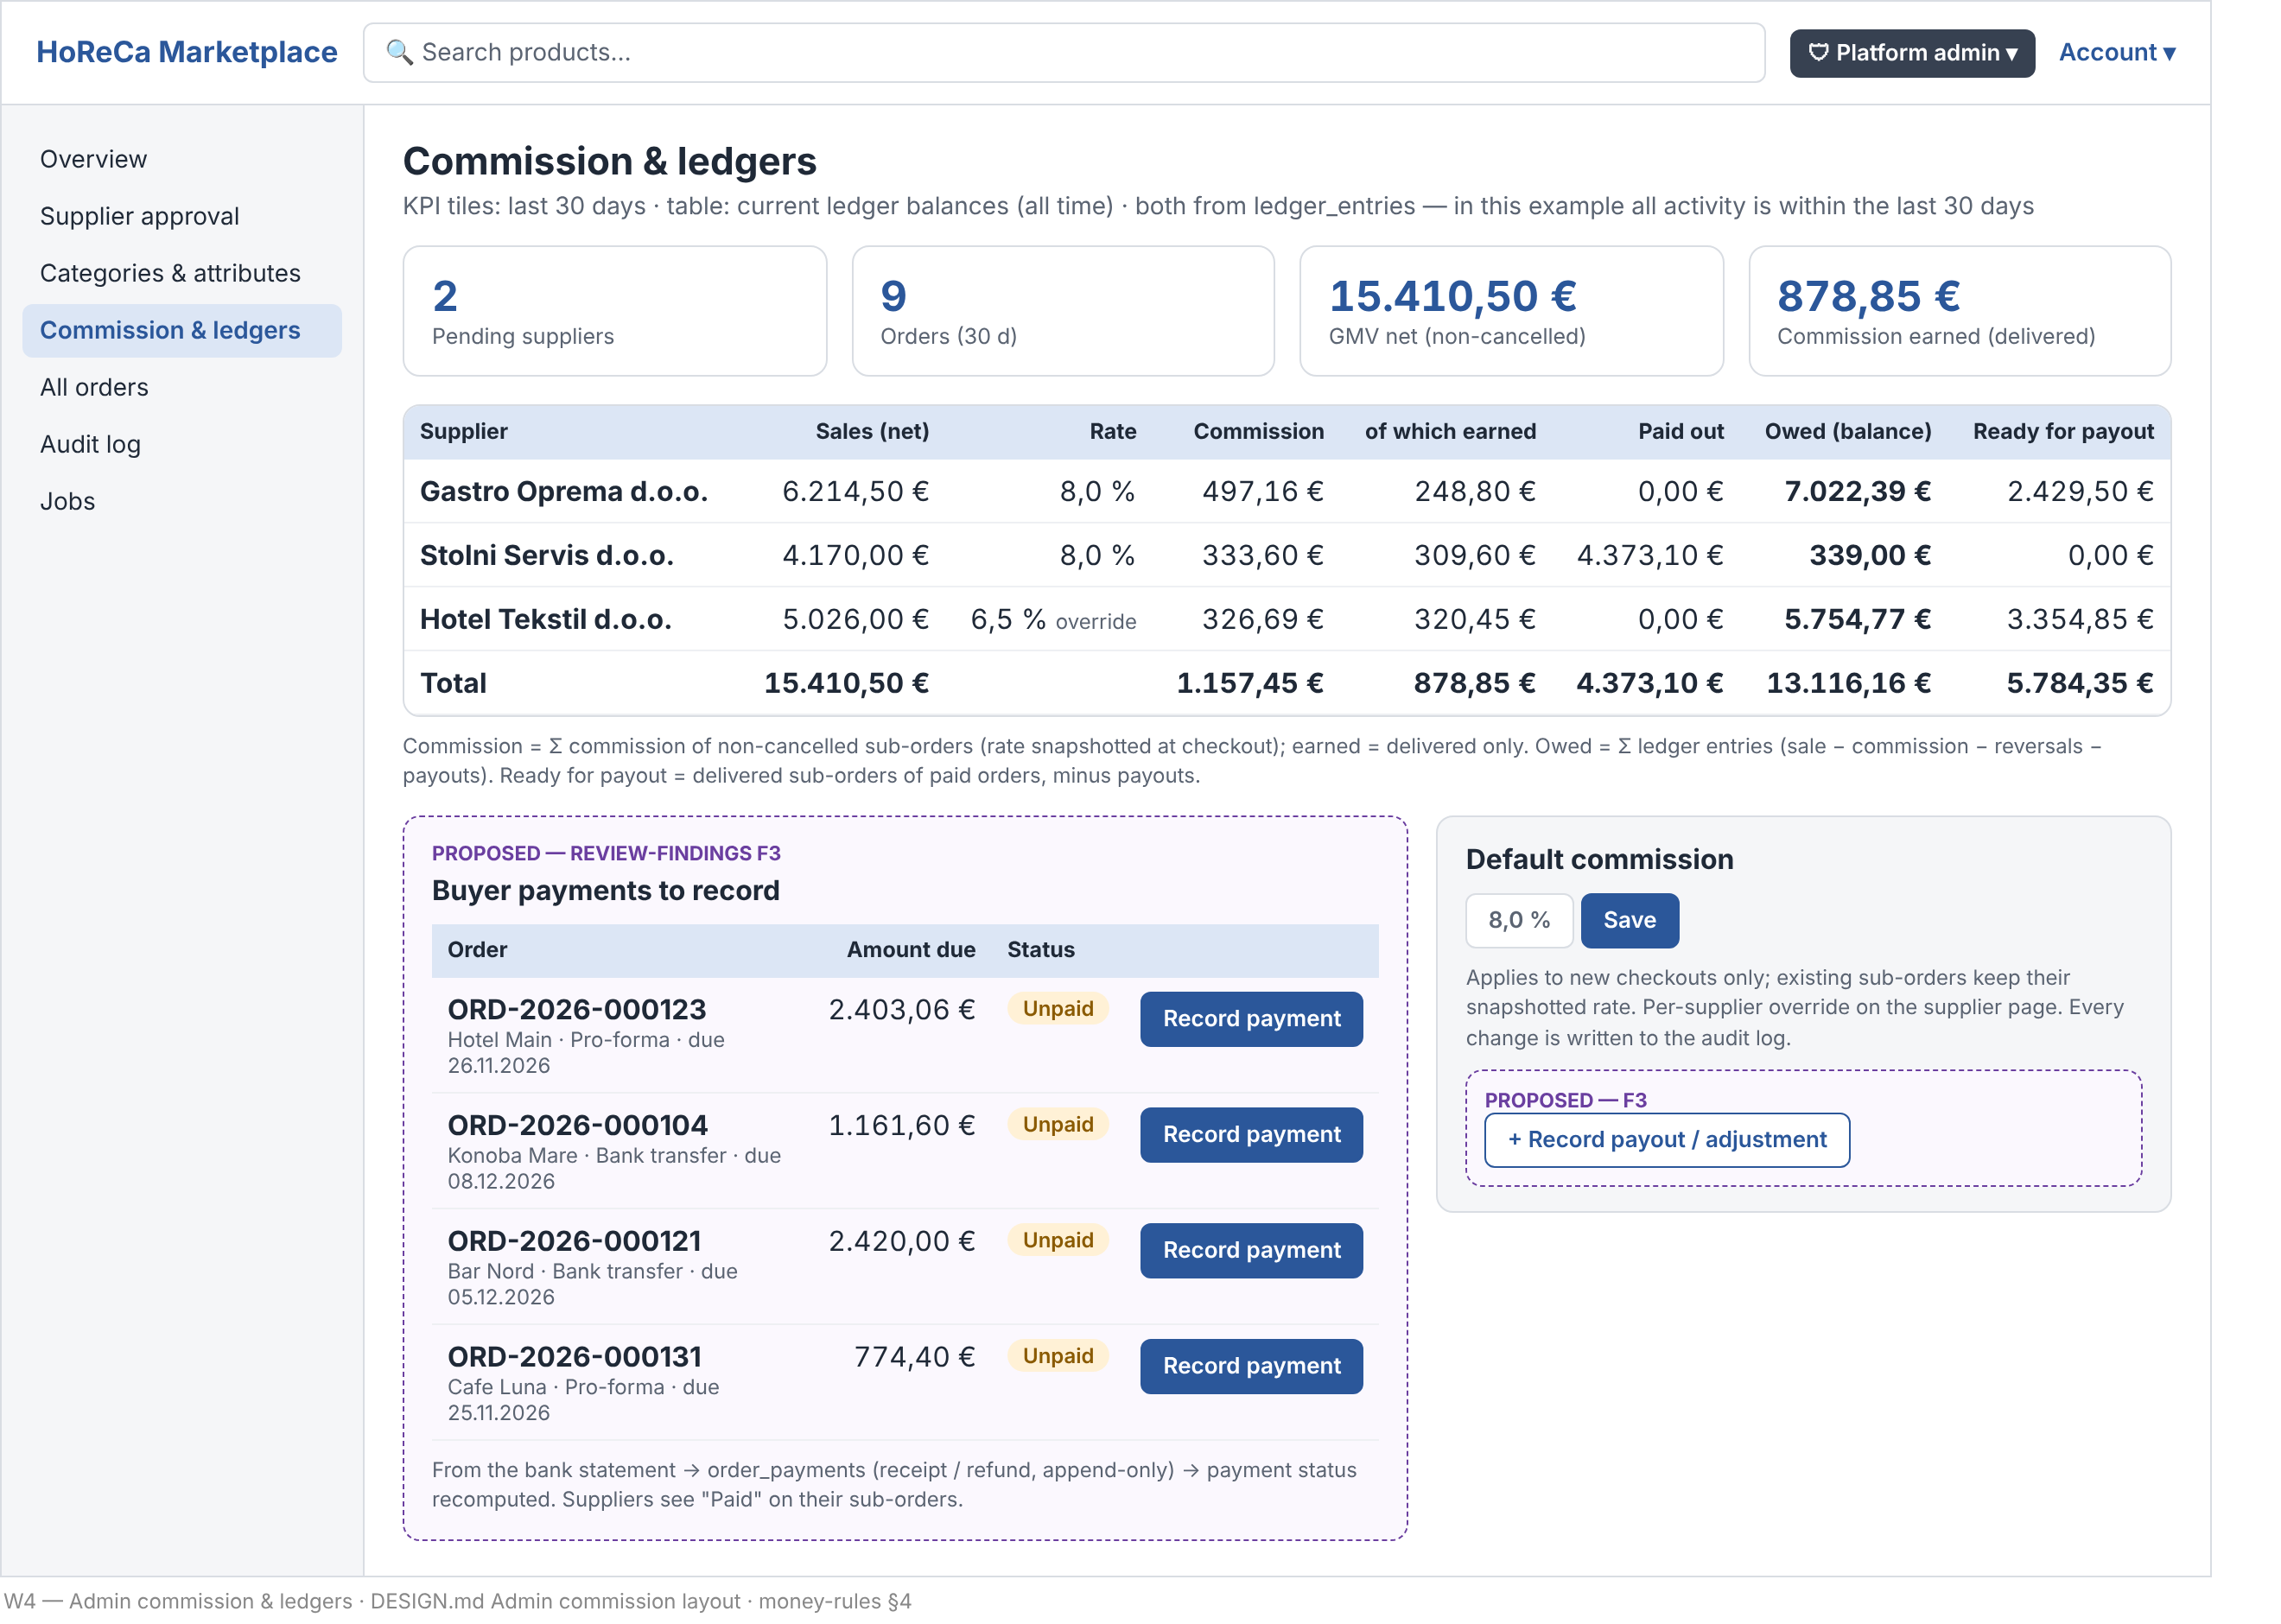 HoReCa Marketplace
🔍 Search products...
🛡 Platform admin ▾
Account ▾
Overview
Supplier approval
Categories & attributes
Commission & ledgers
All orders
Audit log
Jobs
Commission & ledgers
KPI tiles: last 30 days · table: current ledger balances (all time) · both from ledger_entries — in this example all activity is within the last 30 days
2
Pending suppliers
9
Orders (30 d)
15.410,50 €
GMV net (non-cancelled)
878,85 €
Commission earned (delivered)
Supplier Sales (net) Rate Commission of which earned Paid out Owed (balance) Ready for payout
Gastro Oprema d.o.o. 6.214,50 € 8,0 % 497,16 € 248,80 € 0,00 € 7.022,39 € 2.429,50 €
Stolni Servis d.o.o. 4.170,00 € 8,0 % 333,60 € 309,60 € 4.373,10 € 339,00 € 0,00 €
Hotel Tekstil d.o.o. 5.026,00 € 6,5 % override 326,69 € 320,45 € 0,00 € 5.754,77 € 3.354,85 €
Total 15.410,50 € 1.157,45 € 878,85 € 4.373,10 € 13.116,16 € 5.784,35 €
Commission = Σ commission of non-cancelled sub-orders (rate snapshotted at checkout); earned = delivered only. Owed = Σ ledger entries (sale − commission − reversals −
payouts). Ready for payout = delivered sub-orders of paid orders, minus payouts.
PROPOSED — REVIEW-FINDINGS F3
Buyer payments to record
Order Amount due Status
ORD-2026-000123 2.403,06 € Unpaid Record payment
Hotel Main · Pro-forma · due
26.11.2026
ORD-2026-000104 1.161,60 € Unpaid Record payment
Konoba Mare · Bank transfer · due
08.12.2026
ORD-2026-000121 2.420,00 € Unpaid Record payment
Bar Nord · Bank transfer · due
05.12.2026
ORD-2026-000131 774,40 € Unpaid Record payment
Cafe Luna · Pro-forma · due
25.11.2026
From the bank statement → order_payments (receipt / refund, append-only) → payment status
recomputed. Suppliers see "Paid" on their sub-orders.
Default commission
8,0 % Save
Applies to new checkouts only; existing sub-orders keep their
snapshotted rate. Per-supplier override on the supplier page. Every
change is written to the audit log.
PROPOSED — F3
+ Record payout / adjustment
W4 — Admin commission & ledgers · DESIGN.md Admin commission layout · money-rules §4